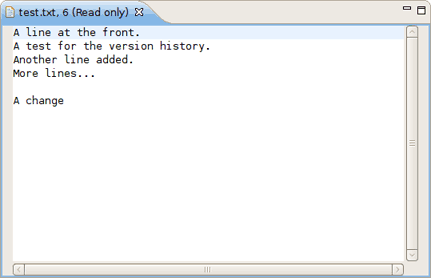 test.txt, 6 (Read only)
A line at the front.
A test for the version history.
Another line added.
More lines...
A change